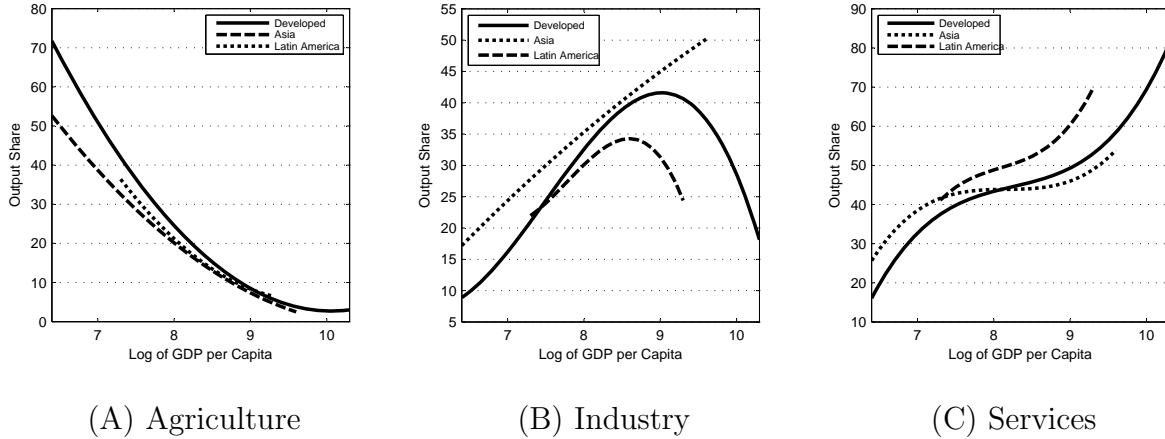 80
70
60
50
40
30
20
10
0
Output Share
7 8 9 10
Log of GDP per Capita
Developed
Asia
Latin America
(A) Agriculture
55
50
45
40
35
30
25
20
15
10
5
Output Share
7 8 9 10
Log of GDP per Capita
Developed
Asia
Latin America
(B) Industry
90
80
70
60
50
40
30
20
10
Output Share
7 8 9 10
Log of GDP per Capita
Developed
Asia
Latin America
(C) Services